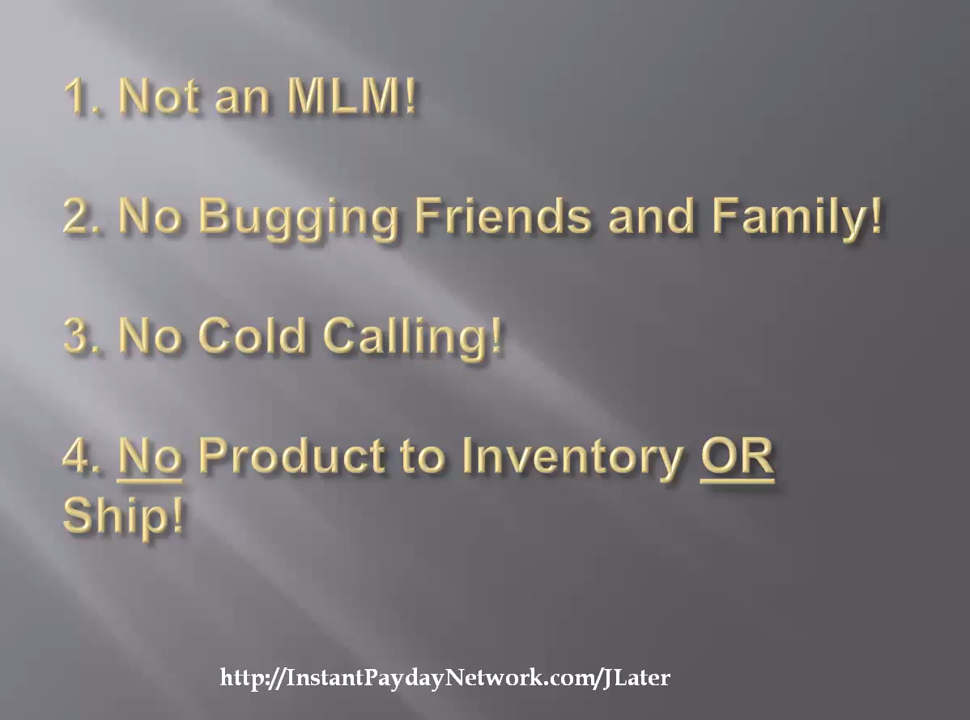 1. Not an MLM!
2. No Bugging Friends and Family!
3. No Cold Calling!
4. No Product to Inventory OR
Ship!
http://InstantPaydayNetwork.com/JLater